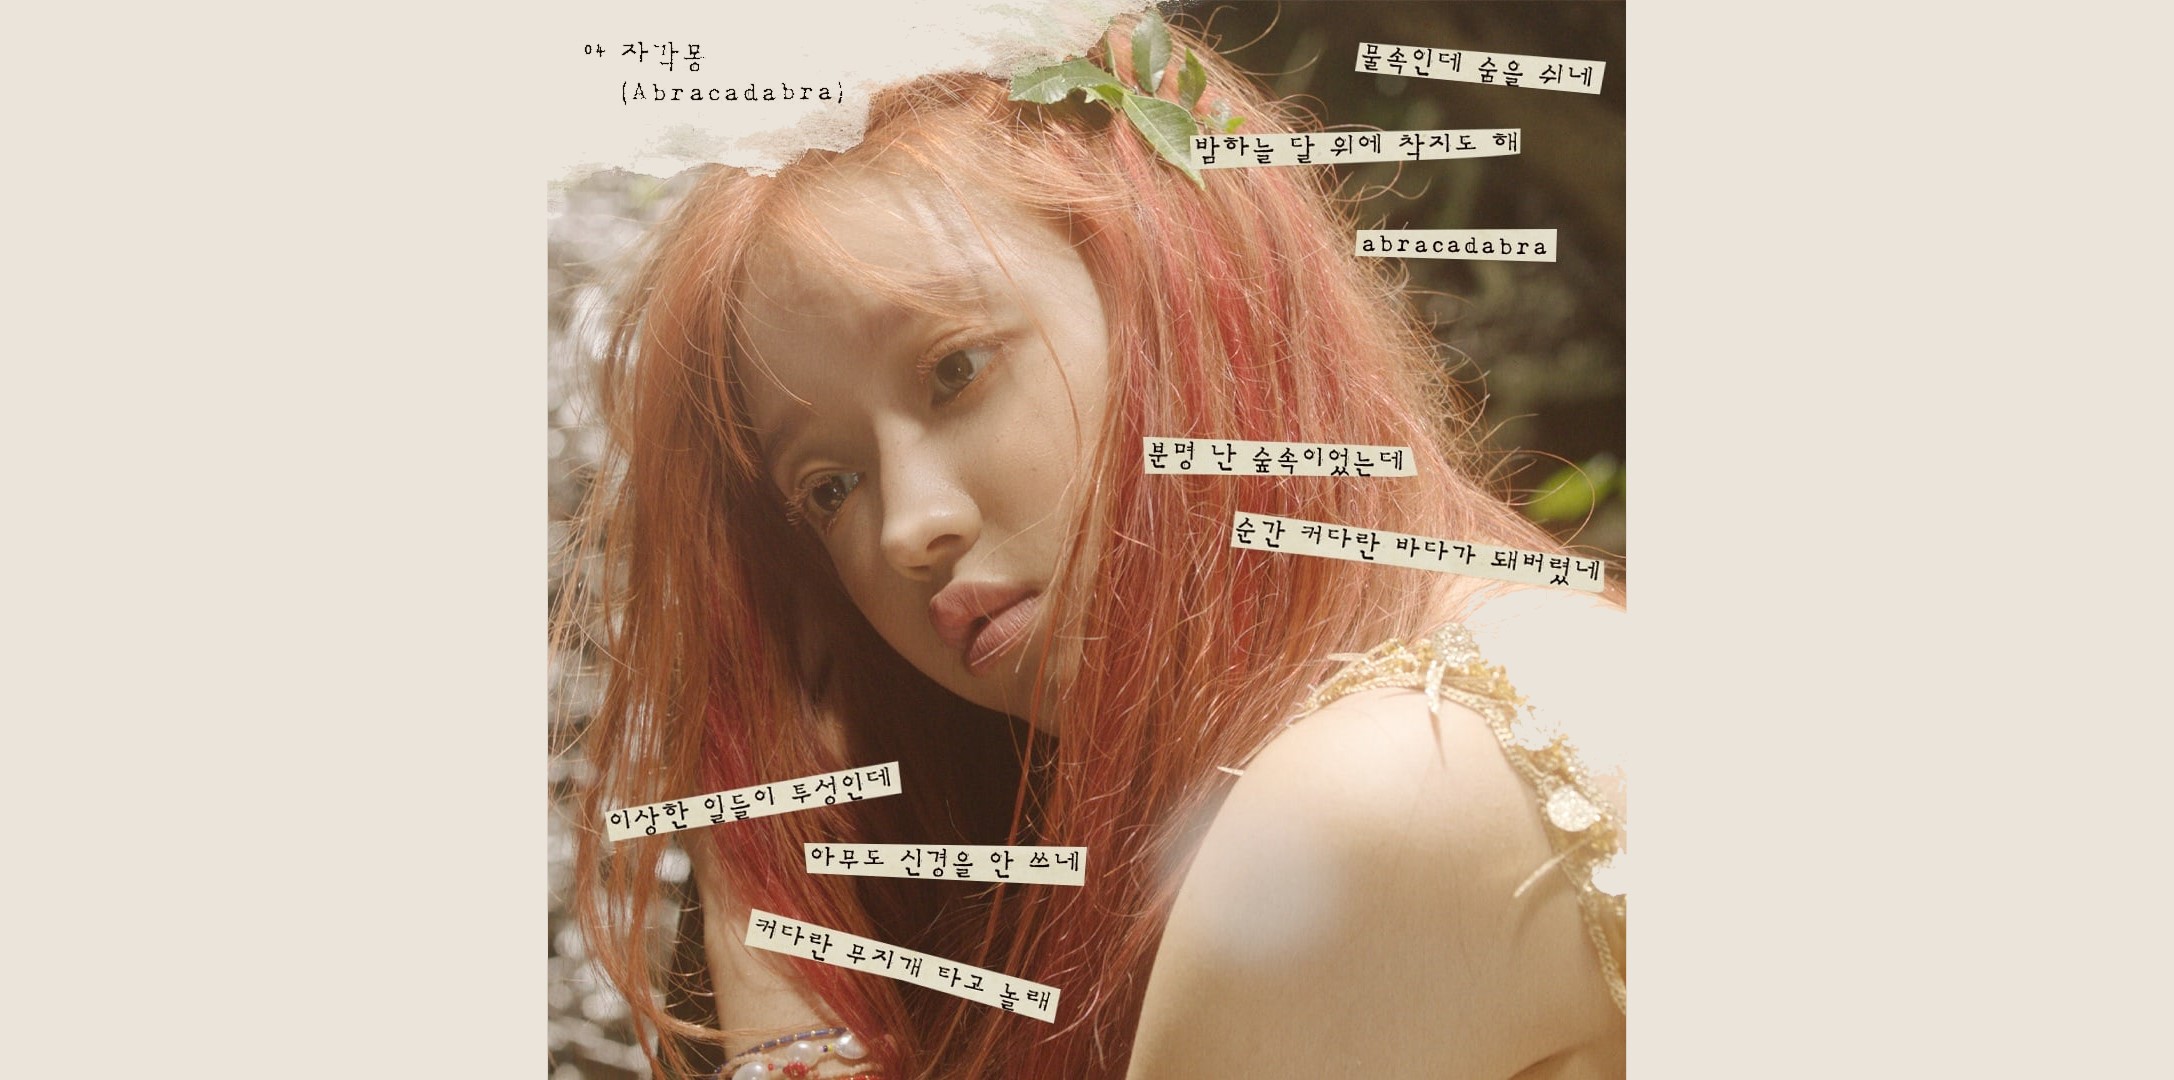 04 자각몽
(Abracadabra)
물속인데 숨을 쉬네
밤하늘 달 위에 착지도 해
abracadabra
분명 난 숲속이었는데
순간 커다란 바다가 돼버렸네
이상한 일들이 투성인데
아무도 신경을 안 쓰네
커다란 무지개 타고 놀래